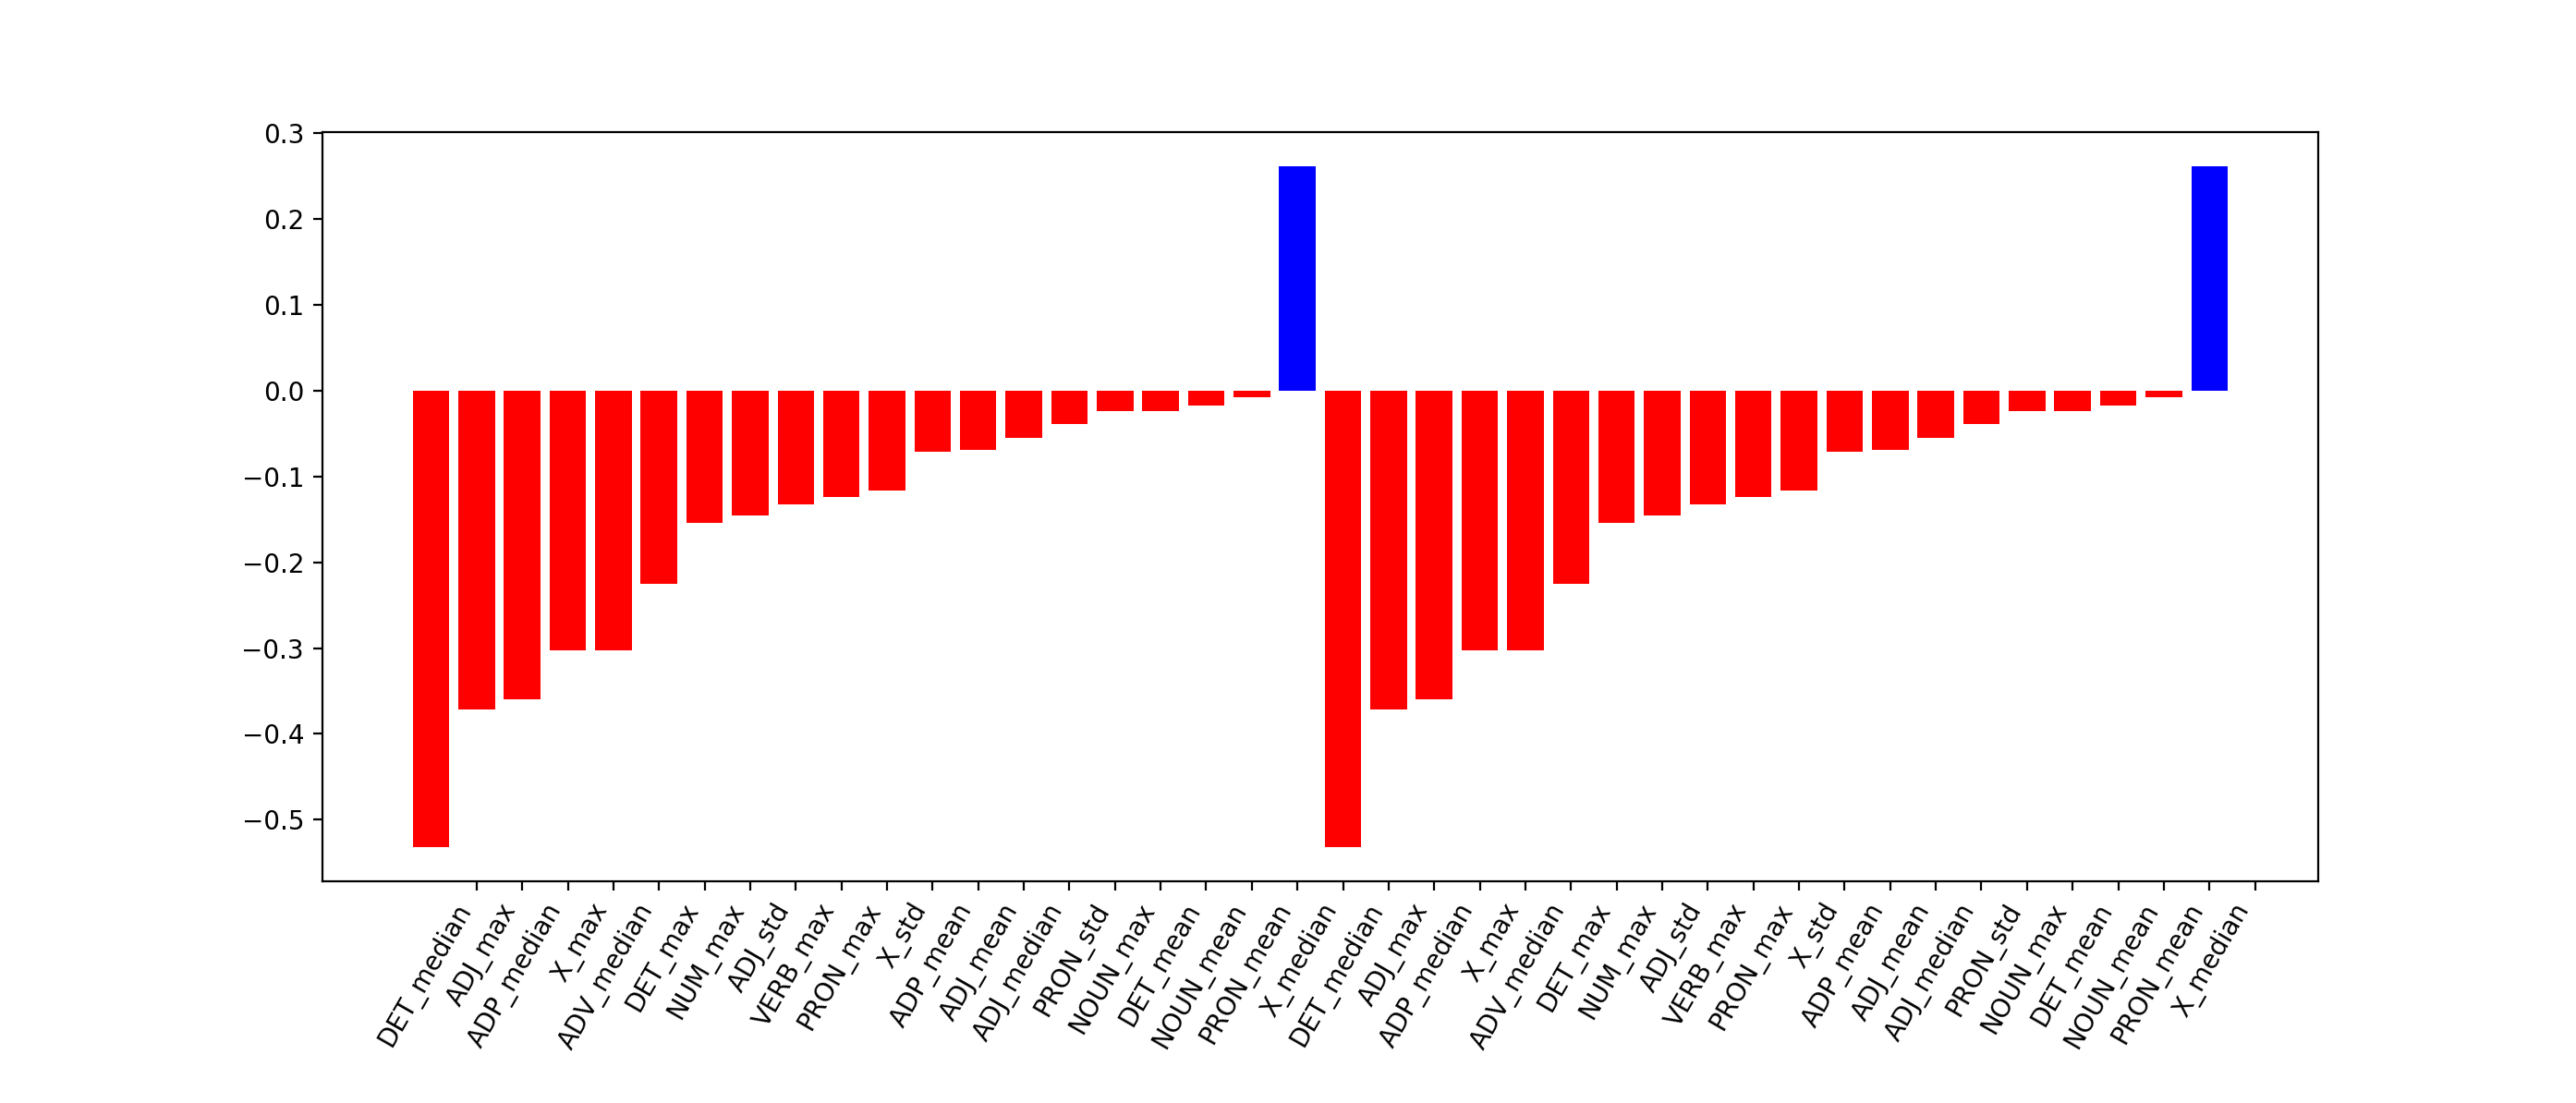 0.3
0.2
0.1
0.0
−0.1
−0.2
−0.3
−0.4
−0.5
DET_median
ADJ_max
ADP_median
X_max
ADV_median
DET_max
NUM_max
ADJ_std
VERB_max
PRON_max
X_std
ADP_mean
ADJ_mean
ADJ_median
PRON_std
NOUN_max
DET_mean
NOUN_mean
PRON_mean
X_median
DET_median
ADJ_max
ADP_median
X_max
ADV_median
DET_max
NUM_max
ADJ_std
VERB_max
PRON_max
X_std
ADP_mean
ADJ_mean
ADJ_median
PRON_std
NOUN_max
DET_mean
NOUN_mean
PRON_mean
X_median